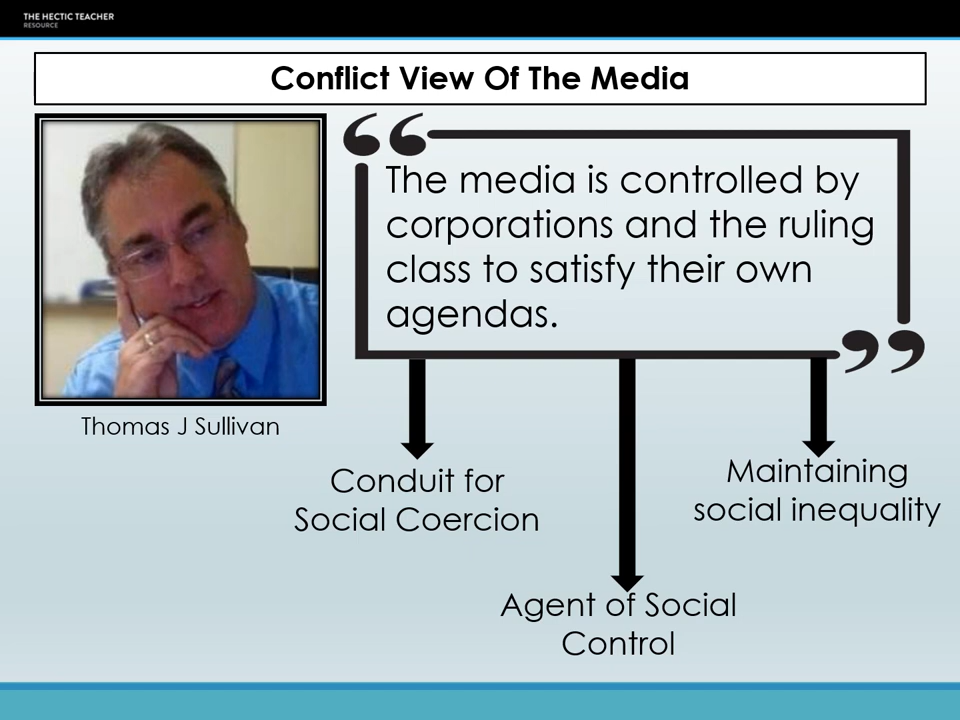 THE HECTIC TEACHER
RESOURCE
Conflict View Of The Media
The media is controlled by
corporations and the ruling
class to satisfy their own
agendas.
Thomas J Sullivan
Conduit for
Social Coercion
Maintaining
social inequality
Agent of Social
Control